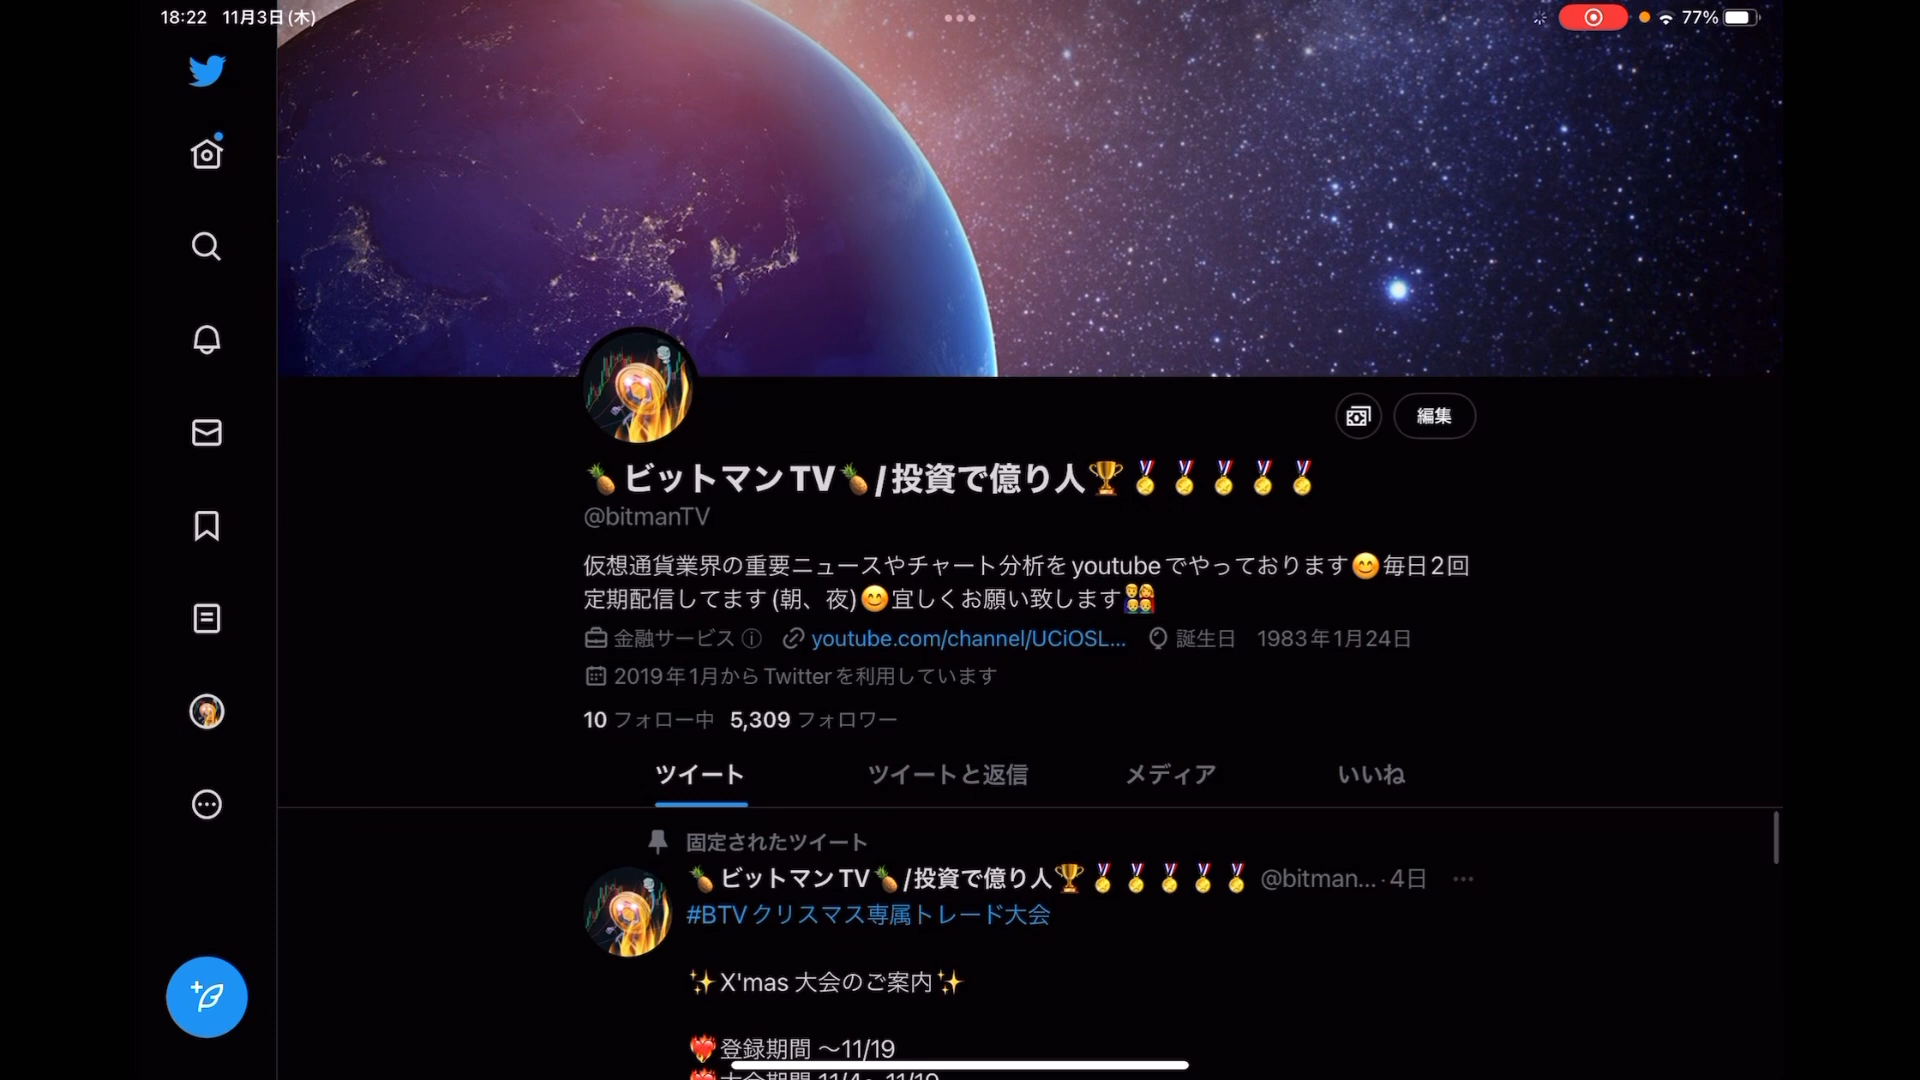 18:22 11月3日(木)
77%
編集
🍍ビットマンTV🍍/投資で億り人🏆🏅🏅🏅🏅🏅
@bitmanTV
仮想通貨業界の重要ニュースやチャート分析をyoutubeでやっております😊毎日2回
定期配信してます(朝、夜)😊宜しくお願い致します👨‍👩‍👦‍👦
金融サービス youtube.com/channel/UCiOSL... 誕生日 1983年1月24日
2019年1月からTwitterを利用しています
10 フォロー中 5,309 フォロワー
ツイート ツイートと返信 メディア いいね
固定されたツイート
🍍ビットマンTV🍍/投資で億り人🏆🏅🏅🏅🏅🏅 @bitman... · 4日
#BTVクリスマス専属トレード大会
✨X'mas 大会のご案内✨
❤️‍🔥登録期間 〜11/19